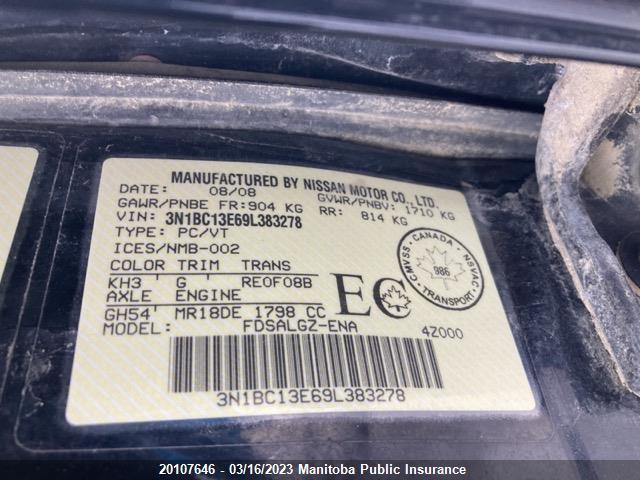 MANUFACTURED BY NISSAN MOTOR CO., LTD.
DATE: 08/08
GVWR/PNBV: 1710 KG
GAWR/PNBE FR: 904 KG RR: 814 KG
VIN: 3N1BC13E69L383278
TYPE: PC/VT
ICES/NMB-002
COLOR TRIM TRANS
KH3 G RE0F08B
AXLE ENGINE
GH54 MR18DE 1798 CC
MODEL: FDSALGZ-ENA 4Z000
EC
CANADA
CMVSS NSVAC
986
TRANSPORT
3N1BC13E69L383278
20107646 - 03/16/2023 Manitoba Public Insurance